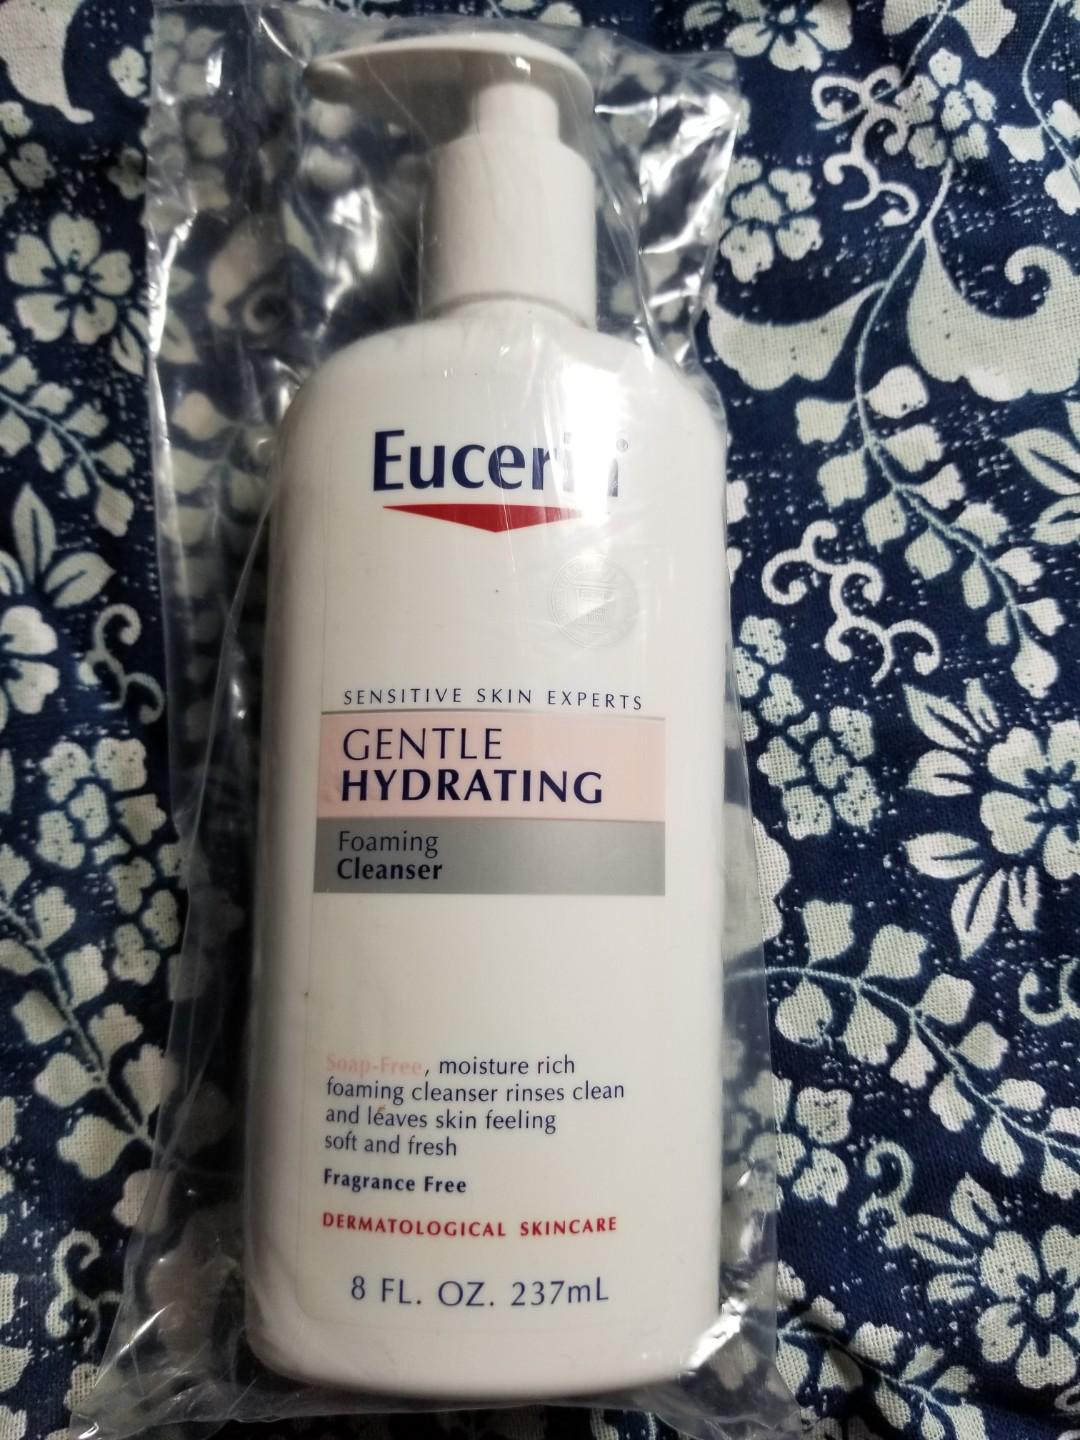 Eucerin®
SENSITIVE SKIN EXPERTS
GENTLE
HYDRATING
Foaming
Cleanser
Soap-Free, moisture rich
foaming cleanser rinses clean
and leaves skin feeling
soft and fresh
Fragrance Free
DERMATOLOGICAL SKINCARE
8 FL. OZ. 237mL